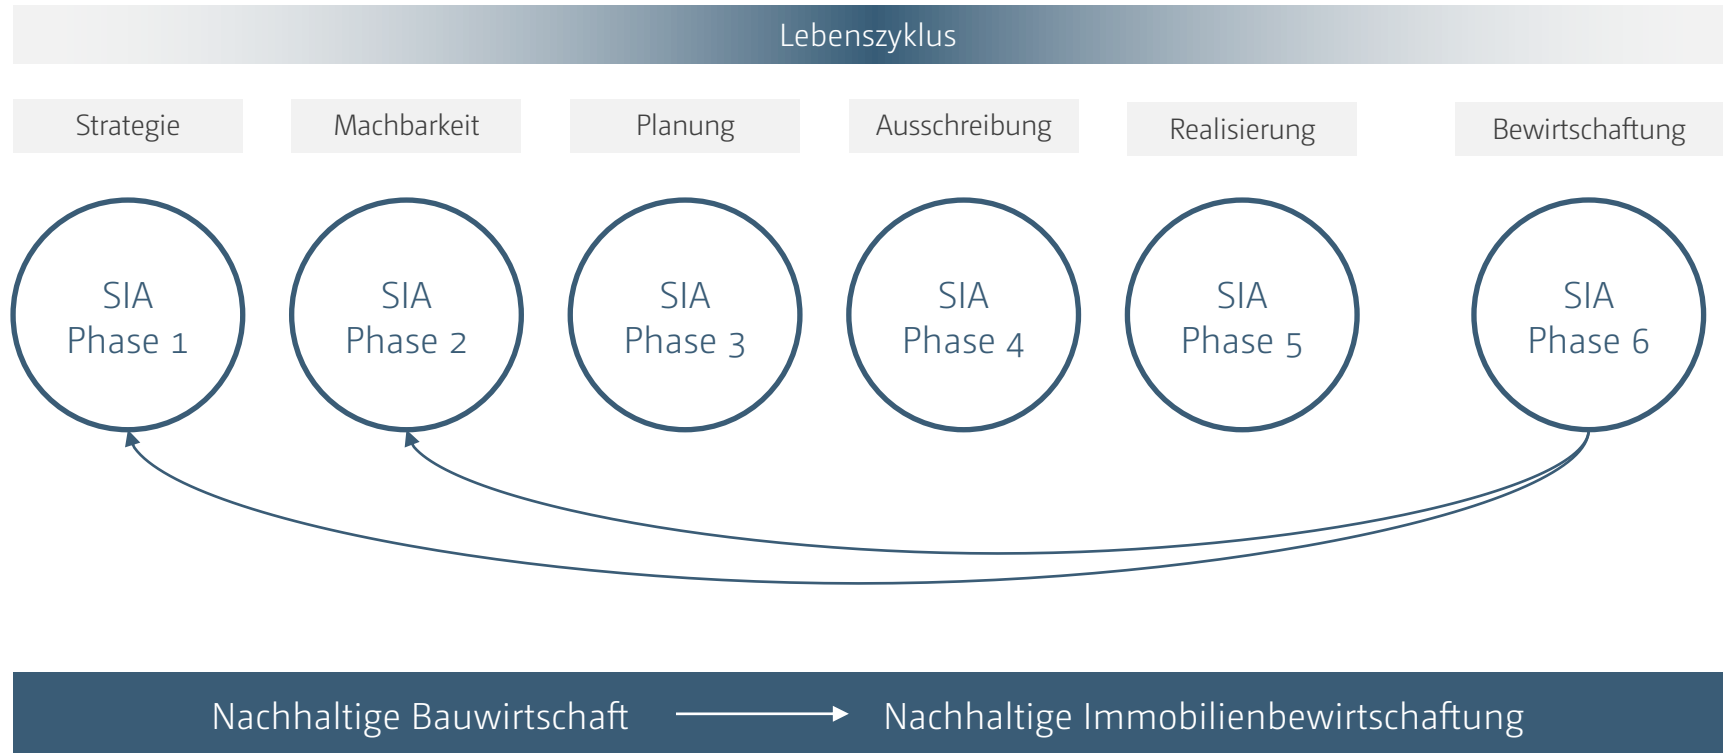 Lebenszyklus
Strategie
Machbarkeit
Planung
Ausschreibung
Realisierung
Bewirtschaftung
SIA
Phase 1
SIA
Phase 2
SIA
Phase 3
SIA
Phase 4
SIA
Phase 5
SIA
Phase 6
Nachhaltige Bauwirtschaft
Nachhaltige Immobilienbewirtschaftung